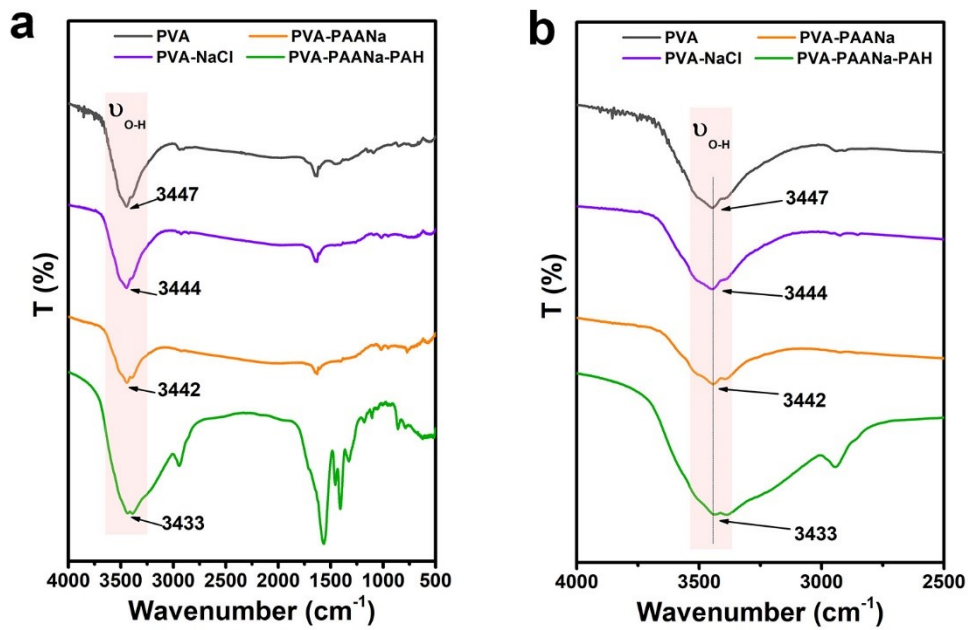 a
PVA
PVA-PAANa
PVA-NaCl
PVA-PAANa-PAH
υO-H
3447
3444
3442
3433
T (%)
4000 3500 3000 2500 2000 1500 1000 500
Wavenumber (cm-1)
b
PVA
PVA-PAANa
PVA-NaCl
PVA-PAANa-PAH
υO-H
3447
3444
3442
3433
T (%)
4000 3500 3000 2500
Wavenumber (cm-1)